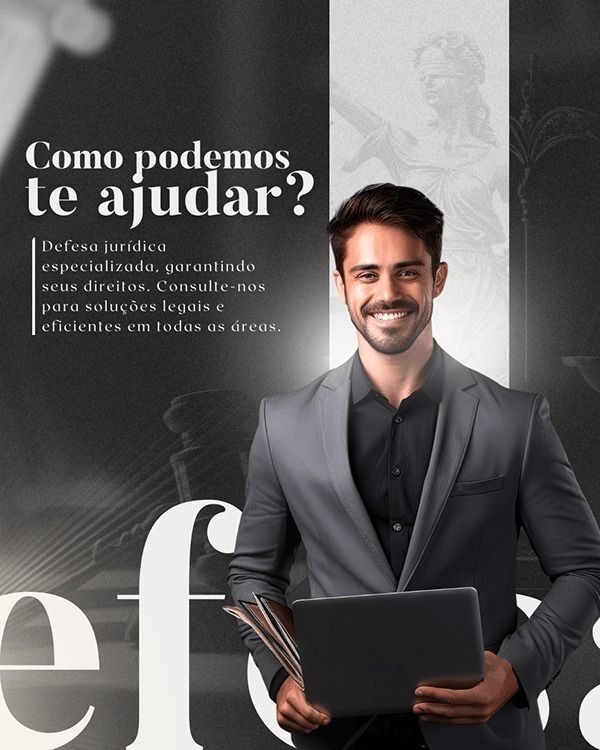 Como podemos
te ajudar?
Defesa jurídica
especializada, garantindo
seus direitos. Consulte-nos
para soluções legais e
eficientes em todas as áreas.